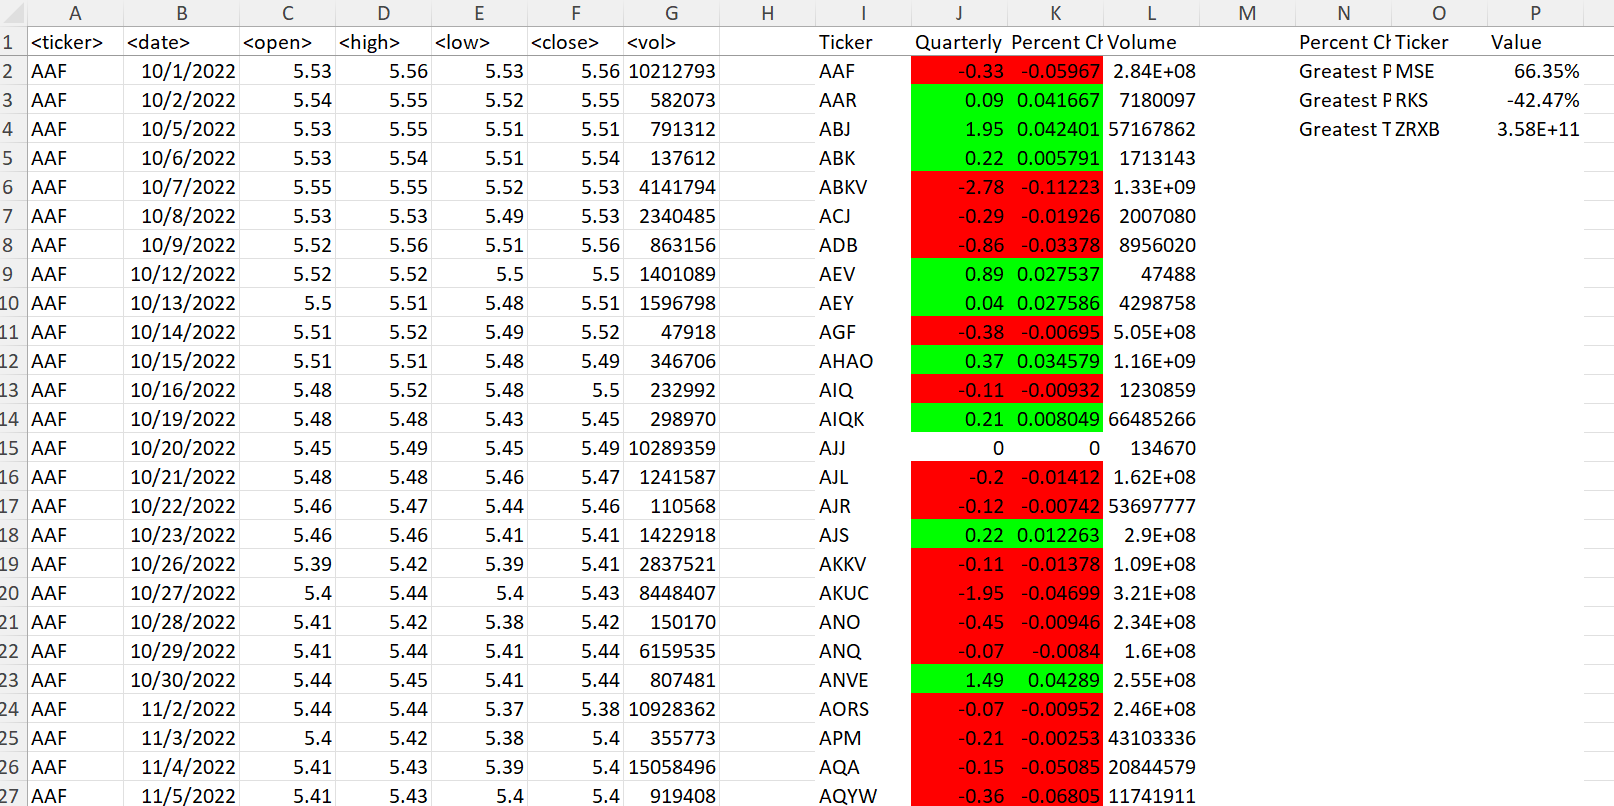 A B C D E F G H I J K L M N O P
1 <ticker> <date> <open> <high> <low> <close> <vol> Ticker Quarterly Percent Ch Volume Percent Ch Ticker Value
2 AAF 10/1/2022 5.53 5.56 5.53 5.56 10212793 AAF -0.33 -0.05967 2.84E+08 Greatest P MSE 66.35%
3 AAF 10/2/2022 5.54 5.55 5.52 5.55 582073 AAR 0.09 0.041667 7180097 Greatest P RKS -42.47%
4 AAF 10/5/2022 5.53 5.55 5.51 5.51 791312 ABJ 1.95 0.042401 57167862 Greatest T ZRXB 3.58E+11
5 AAF 10/6/2022 5.53 5.54 5.51 5.54 137612 ABK 0.22 0.005791 1713143
6 AAF 10/7/2022 5.55 5.55 5.52 5.53 4141794 ABKV -2.78 -0.11223 1.33E+09
7 AAF 10/8/2022 5.53 5.53 5.49 5.53 2340485 ACJ -0.29 -0.01926 2007080
8 AAF 10/9/2022 5.52 5.56 5.51 5.56 863156 ADB -0.86 -0.03378 8956020
9 AAF 10/12/2022 5.52 5.52 5.5 5.5 1401089 AEV 0.89 0.027537 47488
10 AAF 10/13/2022 5.5 5.51 5.48 5.51 1596798 AEY 0.04 0.027586 4298758
11 AAF 10/14/2022 5.51 5.52 5.49 5.52 47918 AGF -0.38 -0.00695 5.05E+08
12 AAF 10/15/2022 5.51 5.51 5.48 5.49 346706 AHAO 0.37 0.034579 1.16E+09
13 AAF 10/16/2022 5.48 5.52 5.48 5.5 232992 AIQ -0.11 -0.00932 1230859
14 AAF 10/19/2022 5.48 5.48 5.43 5.45 298970 AIQK 0.21 0.008049 66485266
15 AAF 10/20/2022 5.45 5.49 5.45 5.49 10289359 AJJ 0 0 134670
16 AAF 10/21/2022 5.48 5.48 5.46 5.47 1241587 AJL -0.2 -0.01412 1.62E+08
17 AAF 10/22/2022 5.46 5.47 5.44 5.46 110568 AJR -0.12 -0.00742 53697777
18 AAF 10/23/2022 5.46 5.46 5.41 5.41 1422918 AJS 0.22 0.012263 2.9E+08
19 AAF 10/26/2022 5.39 5.42 5.39 5.41 2837521 AKKV -0.11 -0.01378 1.09E+08
20 AAF 10/27/2022 5.4 5.44 5.4 5.43 8448407 AKUC -1.95 -0.04699 3.21E+08
21 AAF 10/28/2022 5.41 5.42 5.38 5.42 150170 ANO -0.45 -0.00946 2.34E+08
22 AAF 10/29/2022 5.41 5.44 5.41 5.44 6159535 ANQ -0.07 -0.0084 1.6E+08
23 AAF 10/30/2022 5.44 5.45 5.41 5.44 807481 ANVE 1.49 0.04289 2.55E+08
24 AAF 11/2/2022 5.44 5.44 5.37 5.38 10928362 AORS -0.07 -0.00952 2.46E+08
25 AAF 11/3/2022 5.4 5.42 5.38 5.4 355773 APM -0.21 -0.00253 43103336
26 AAF 11/4/2022 5.41 5.43 5.39 5.4 15058496 AQA -0.15 -0.05085 20844579
27 AAF 11/5/2022 5.41 5.43 5.4 5.4 919408 AQYW -0.36 -0.06805 11741911